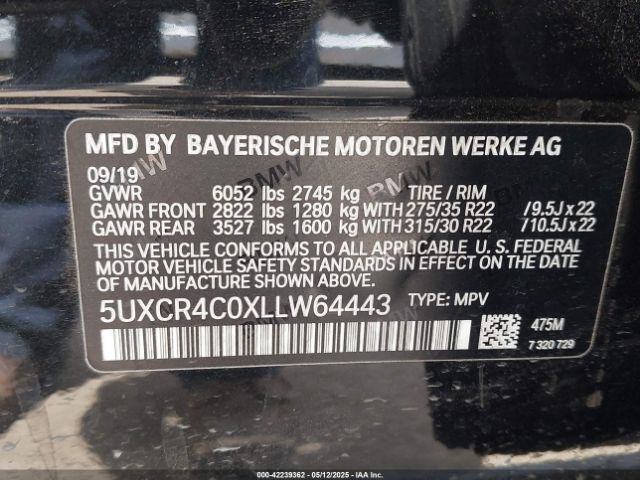 MFD BY BAYERISCHE MOTOREN WERKE AG
09/19
GVWR 6052 lbs 2745 kg TIRE / RIM
GAWR FRONT 2822 lbs 1280 kg WITH 275/35 R22 /9.5J x 22
GAWR REAR 3527 lbs 1600 kg WITH 315/30 R22 /10.5J x 22
THIS VEHICLE CONFORMS TO ALL APPLICABLE U. S. FEDERAL
MOTOR VEHICLE SAFETY STANDARDS IN EFFECT ON THE DATE
OF MANUFACTURE SHOWN ABOVE.
5UXCR4C0XLLW64443 TYPE: MPV
475M
7 320 729
000-42239362 - 05/12/2025 - IAAI.COM